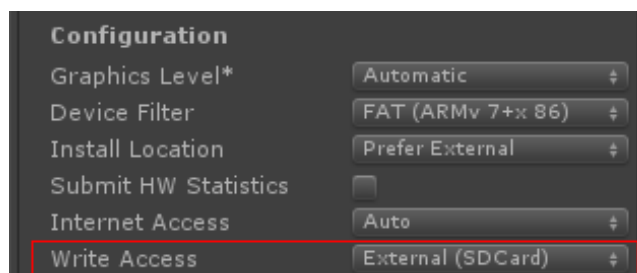 Configuration
Graphics Level* Automatic
Device Filter FAT (ARMv 7+x 86)
Install Location Prefer External
Submit HW Statistics
Internet Access Auto
Write Access External (SDCard)